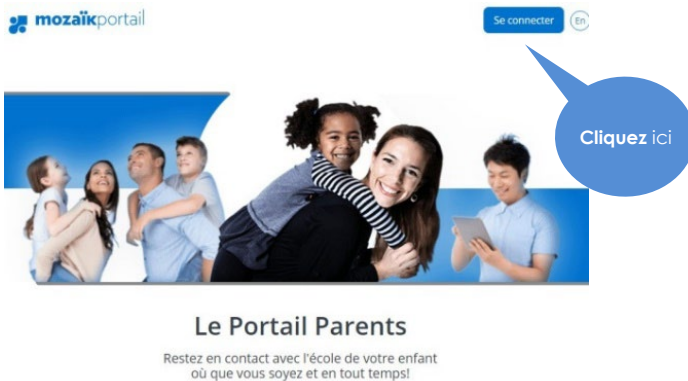 mozaïkportail
Se connecter
En
Cliquez ici
Le Portail Parents
Restez en contact avec l'école de votre enfant
où que vous soyez et en tout temps!